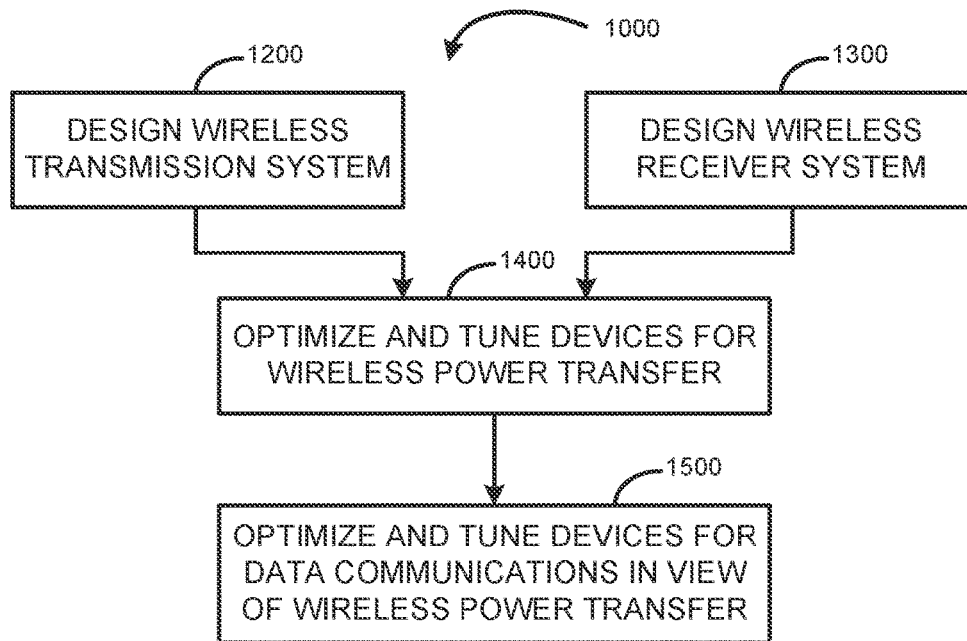 1000
1200
1300
DESIGN WIRELESS
TRANSMISSION SYSTEM
DESIGN WIRELESS
RECEIVER SYSTEM
1400
OPTIMIZE AND TUNE DEVICES FOR
WIRELESS POWER TRANSFER
1500
OPTIMIZE AND TUNE DEVICES FOR
DATA COMMUNICATIONS IN VIEW
OF WIRELESS POWER TRANSFER